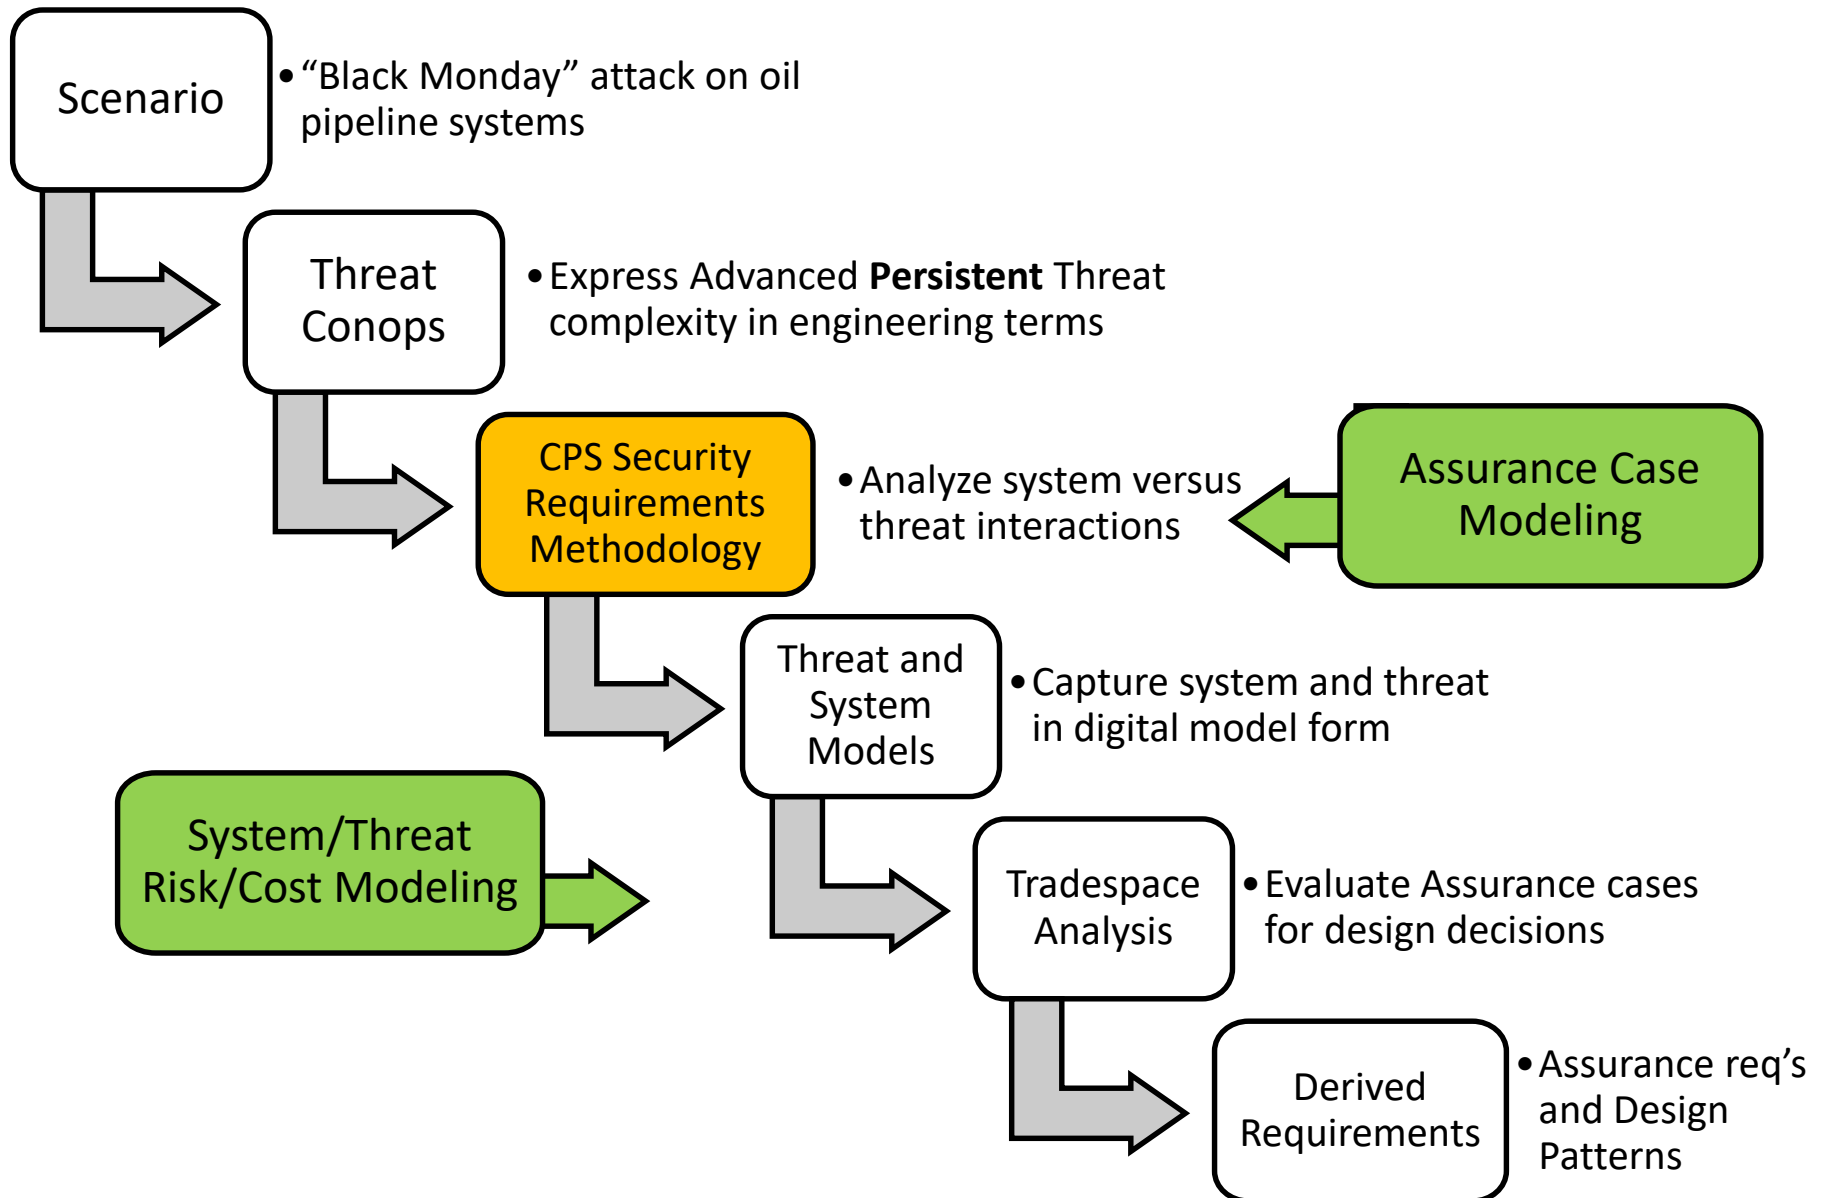 Scenario
•“Black Monday” attack on oil
pipeline systems
Threat
Conops
•Express Advanced Persistent Threat
complexity in engineering terms
CPS Security
Requirements
Methodology
•Analyze system versus
threat interactions
Assurance Case
Modeling
Threat and
System
Models
•Capture system and threat
in digital model form
System/Threat
Risk/Cost Modeling
Tradespace
Analysis
•Evaluate Assurance cases
for design decisions
Derived
Requirements
•Assurance req’s
and Design
Patterns